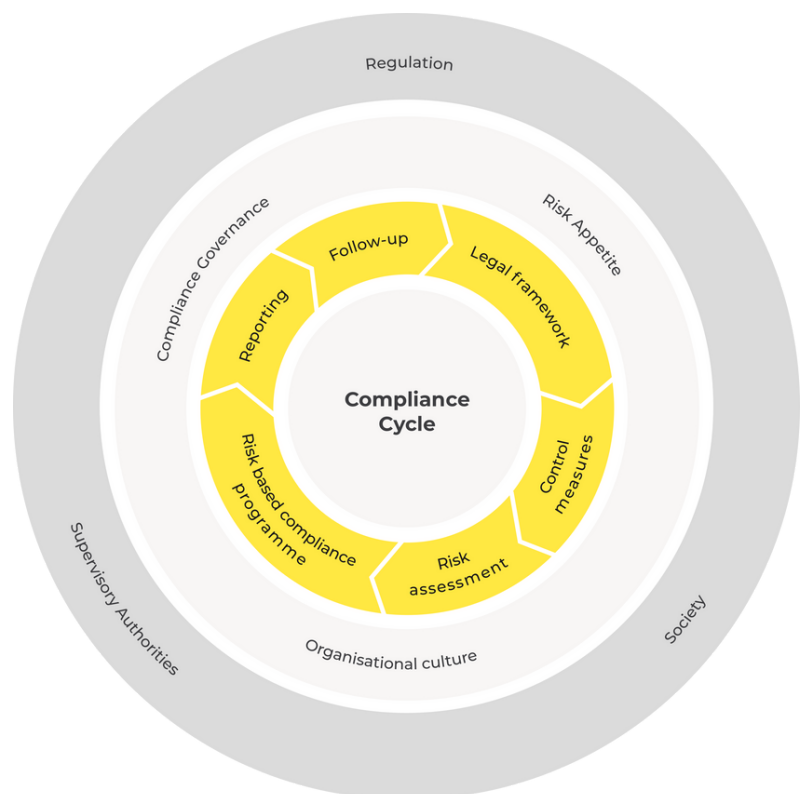 Regulation
Risk Appetite
Compliance Governance
Follow-up
Legal framework
Reporting
Compliance
Cycle
Control
measures
Risk based compliance
programme
Risk
assessment
Supervisory Authorities
Society
Organisational culture